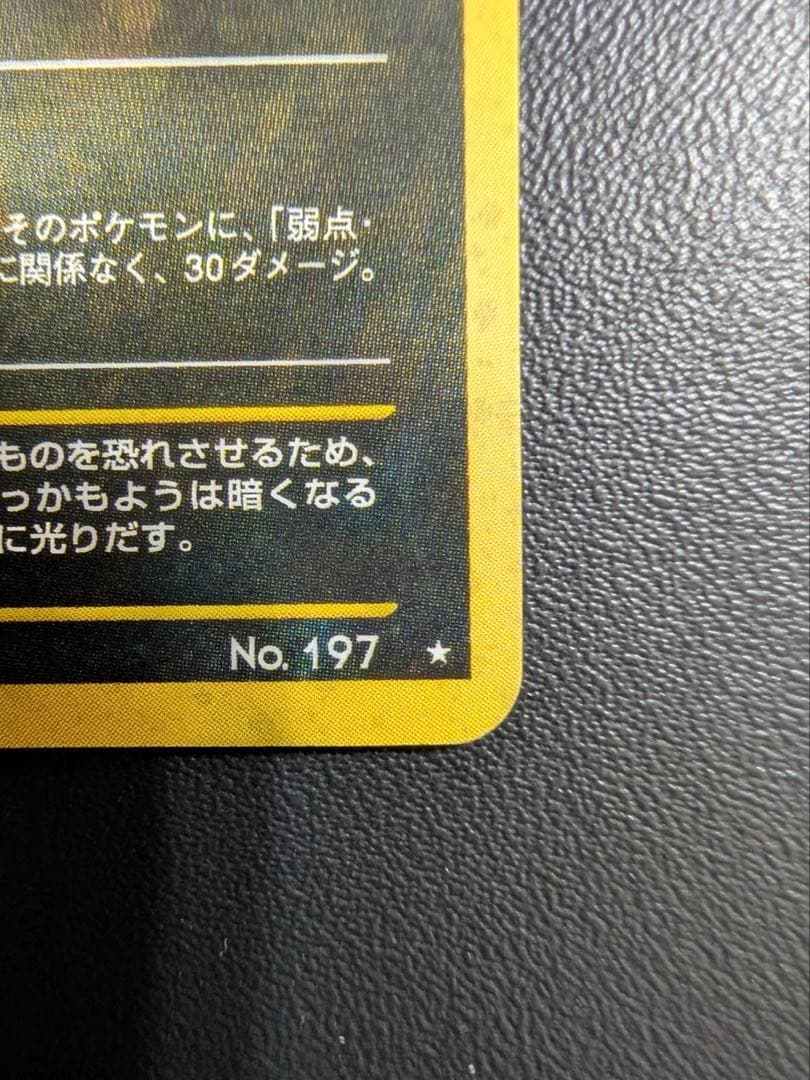 そのポケモンに、「弱点・
に関係なく、30ダメージ。
ものを恐れさせるため、
っかもようは暗くなる
に光りだす。
No. 197 ★